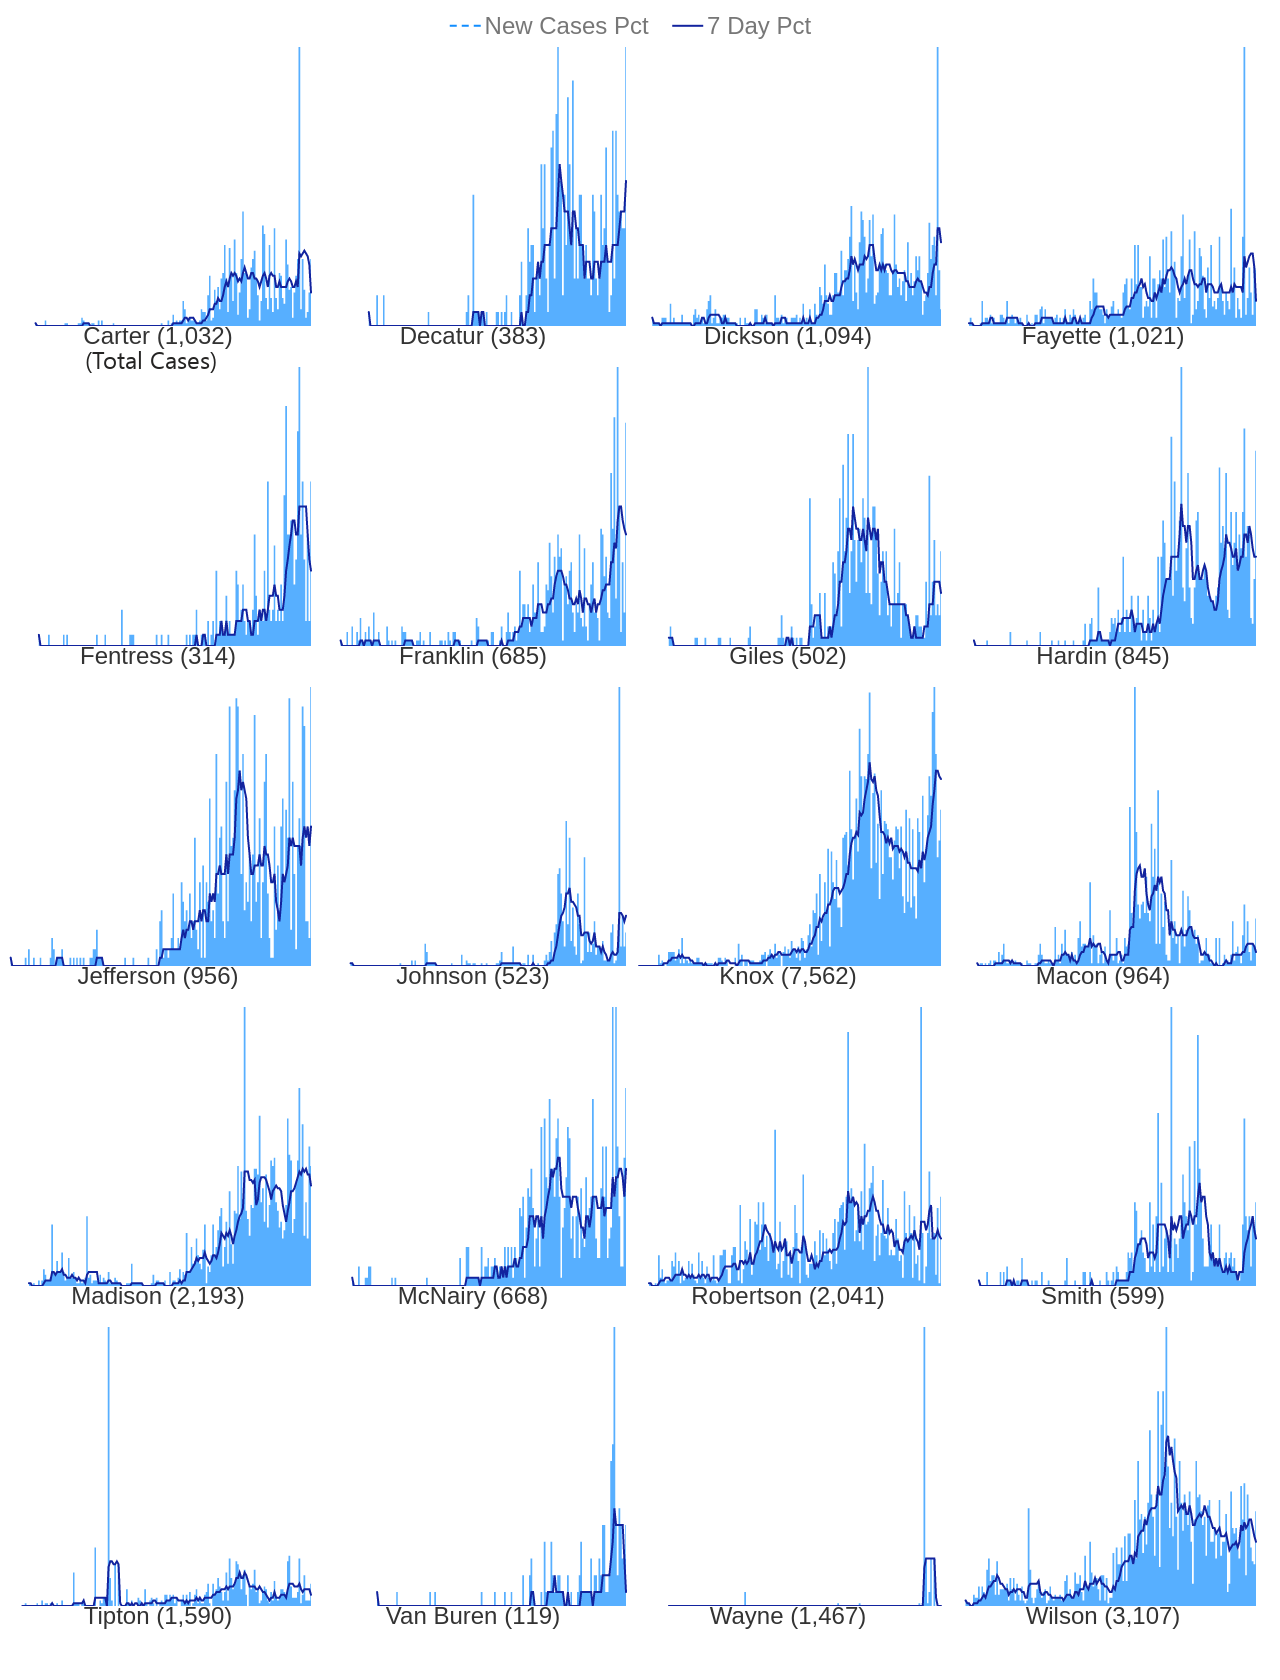 New Cases Pct 7 Day Pct
Carter (1,032) Decatur (383) Dickson (1,094) Fayette (1,021)
(Total Cases)
Fentress (314) Franklin (685) Giles (502) Hardin (845)
Jefferson (956) Johnson (523) Knox (7,562) Macon (964)
Madison (2,193) McNairy (668) Robertson (2,041) Smith (599)
Tipton (1,590) Van Buren (119) Wayne (1,467) Wilson (3,107)